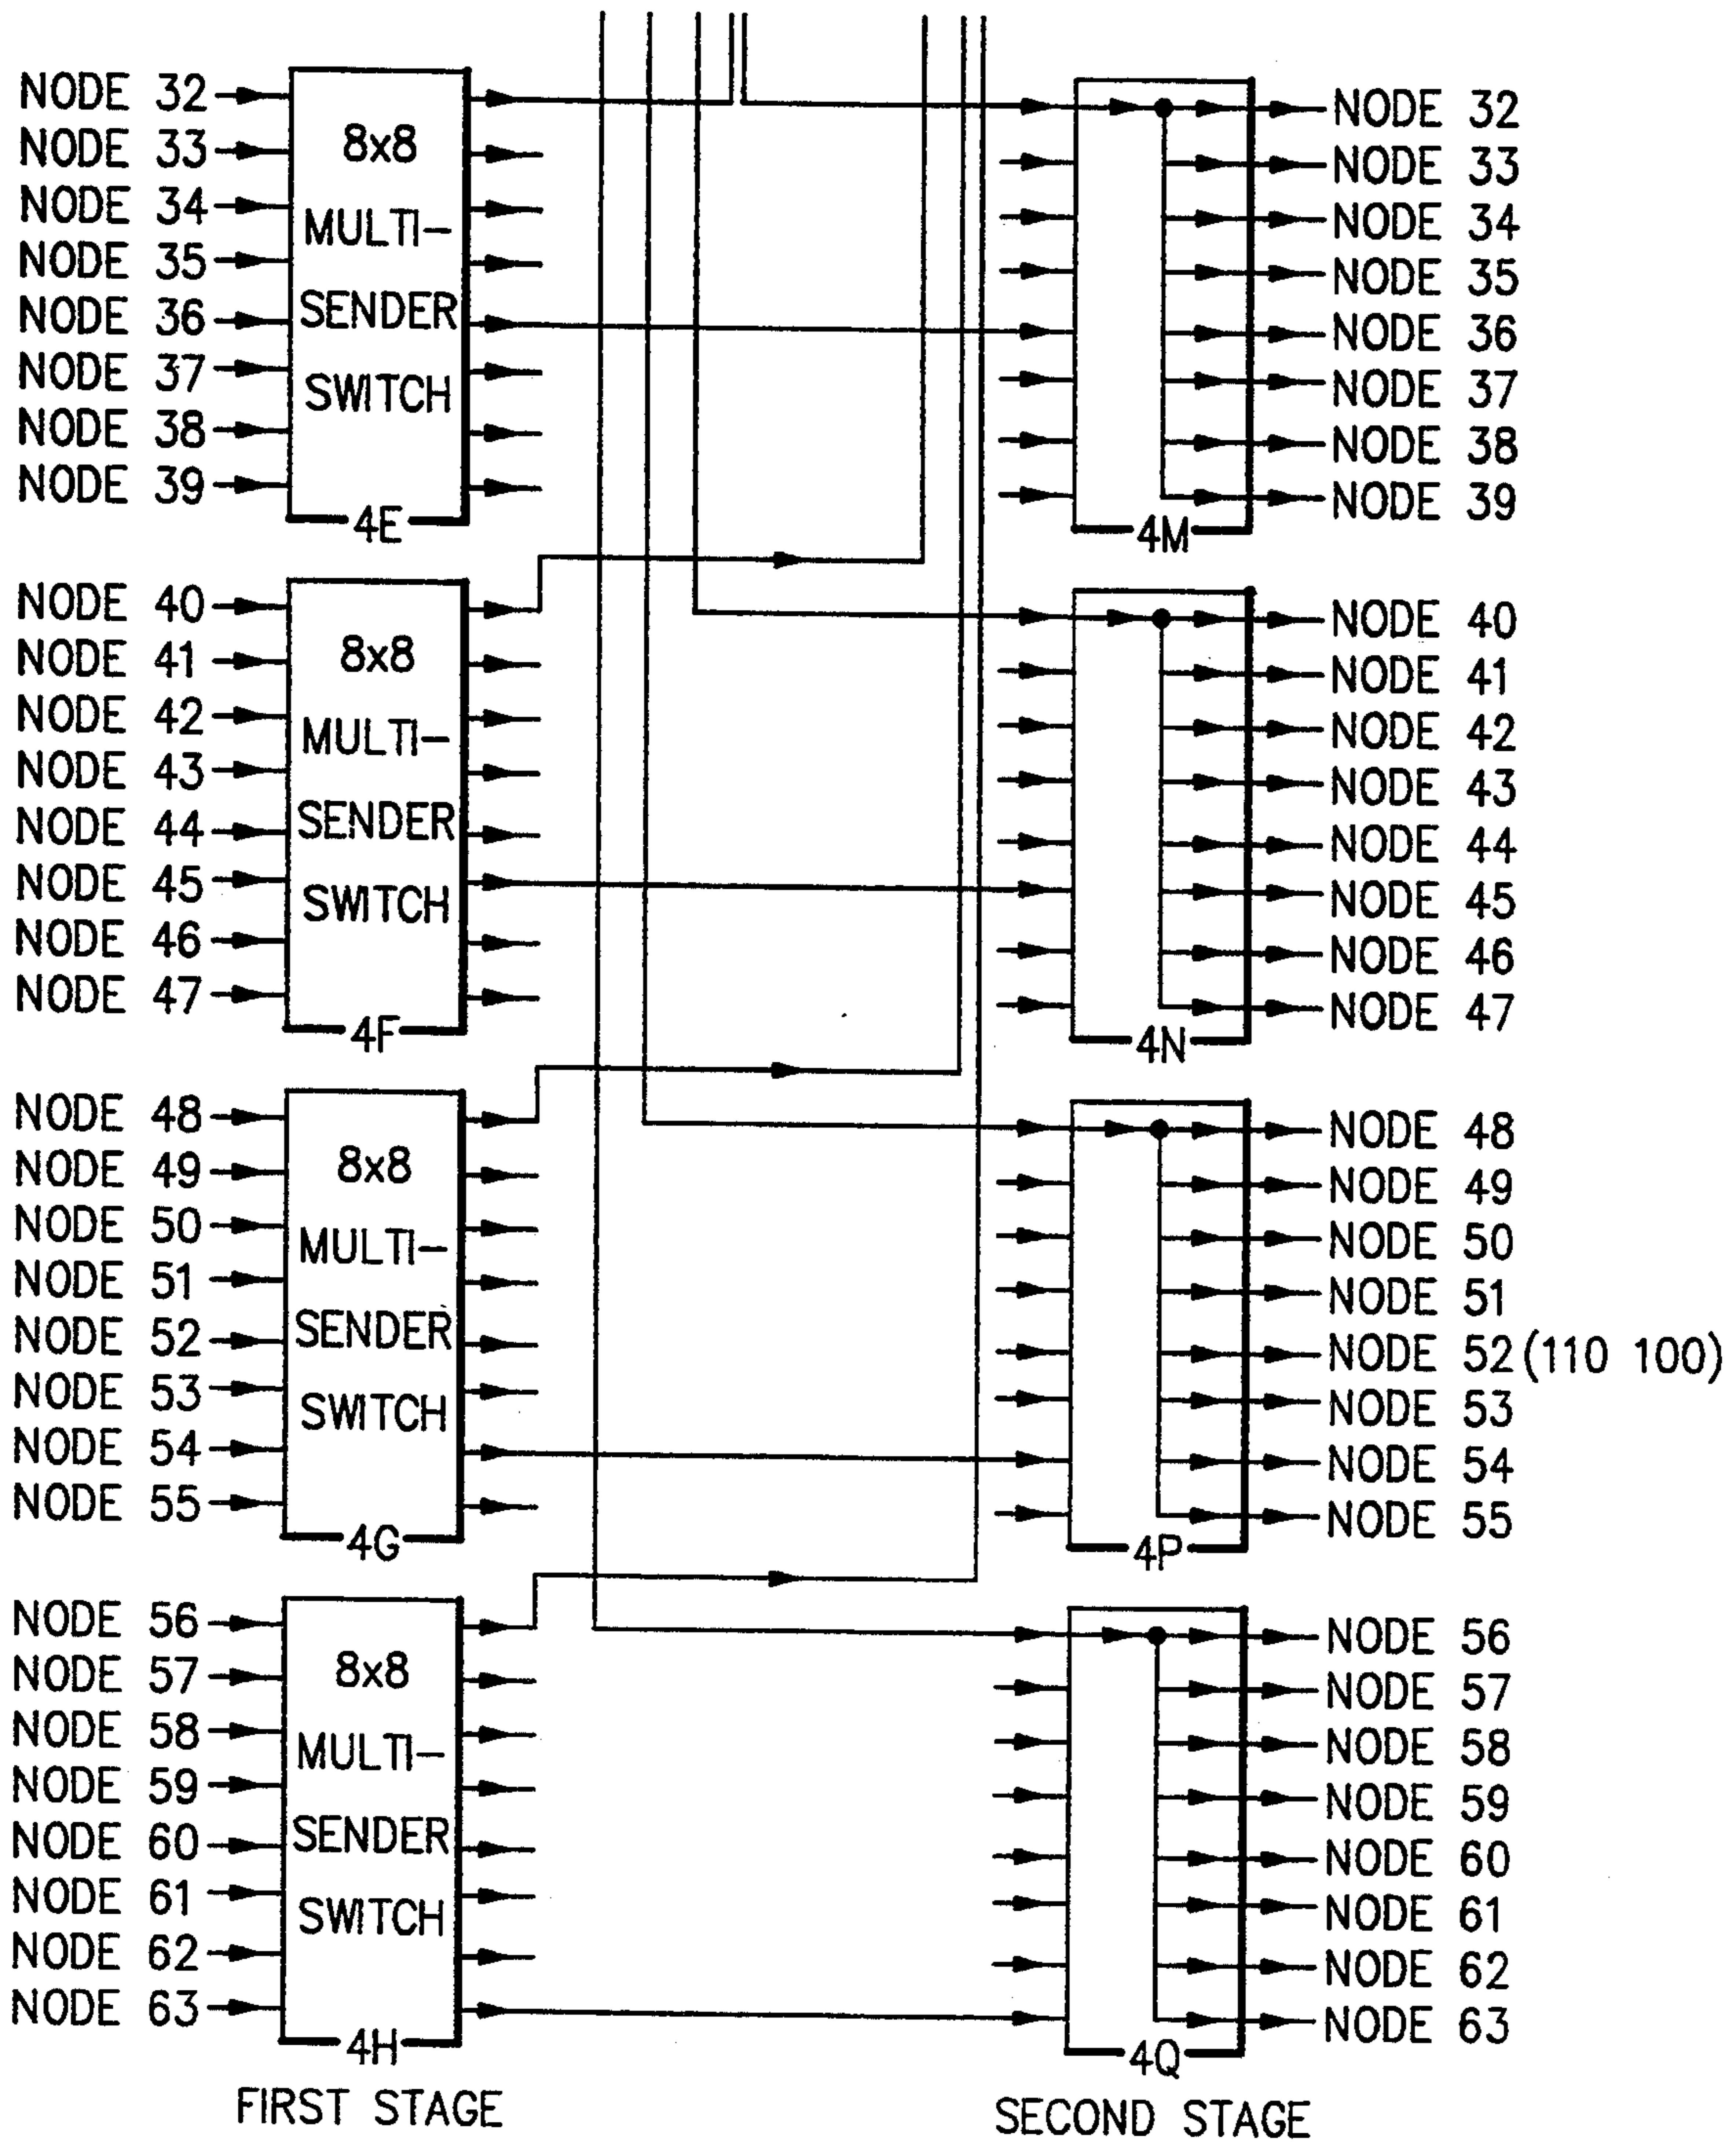 NODE 32
NODE 33
NODE 34
NODE 35
NODE 36
NODE 37
NODE 38
NODE 39
8x8
MULTI-
SENDER
SWITCH
4E
4M
NODE 32
NODE 33
NODE 34
NODE 35
NODE 36
NODE 37
NODE 38
NODE 39
NODE 40
NODE 41
NODE 42
NODE 43
NODE 44
NODE 45
NODE 46
NODE 47
8x8
MULTI-
SENDER
SWITCH
4F
4N
NODE 40
NODE 41
NODE 42
NODE 43
NODE 44
NODE 45
NODE 46
NODE 47
NODE 48
NODE 49
NODE 50
NODE 51
NODE 52
NODE 53
NODE 54
NODE 55
8x8
MULTI-
SENDER
SWITCH
4G
4P
NODE 48
NODE 49
NODE 50
NODE 51
NODE 52 (110 100)
NODE 53
NODE 54
NODE 55
NODE 56
NODE 57
NODE 58
NODE 59
NODE 60
NODE 61
NODE 62
NODE 63
8x8
MULTI-
SENDER
SWITCH
4H
4Q
NODE 56
NODE 57
NODE 58
NODE 59
NODE 60
NODE 61
NODE 62
NODE 63
FIRST STAGE
SECOND STAGE